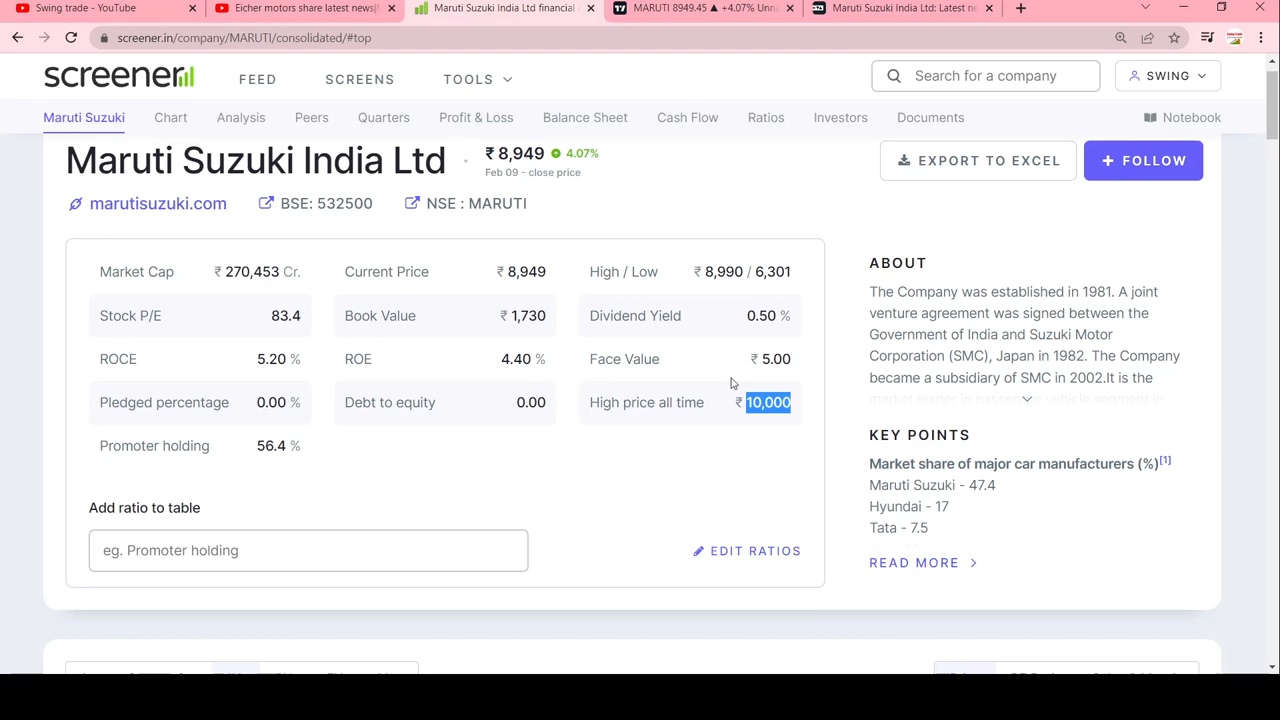 Swing trade - YouTube
Eicher motors share latest news|M
Maruti Suzuki India Ltd financial
MARUTI 8949.45 ▲ +4.07% Unna
Maruti Suzuki India Ltd: Latest ne
screener.in/company/MARUTI/consolidated/#top
screener
FEED
SCREENS
TOOLS
Search for a company
SWING
Maruti Suzuki
Chart
Analysis
Peers
Quarters
Profit & Loss
Balance Sheet
Cash Flow
Ratios
Investors
Documents
Notebook
Maruti Suzuki India Ltd
₹ 8,949 4.07%
Feb 09 - close price
EXPORT TO EXCEL
+ FOLLOW
marutisuzuki.com
BSE: 532500
NSE : MARUTI
Market Cap ₹ 270,453 Cr.
Current Price ₹ 8,949
High / Low ₹ 8,990 / 6,301
Stock P/E 83.4
Book Value ₹ 1,730
Dividend Yield 0.50 %
ROCE 5.20 %
ROE 4.40 %
Face Value ₹ 5.00
Pledged percentage 0.00 %
Debt to equity 0.00
High price all time ₹ 10,000
Promoter holding 56.4 %
Add ratio to table
eg. Promoter holding
EDIT RATIOS
ABOUT
The Company was established in 1981. A joint
venture agreement was signed between the
Government of India and Suzuki Motor
Corporation (SMC), Japan in 1982. The Company
became a subsidiary of SMC in 2002.It is the
market leader in passenger vehicle segment in
KEY POINTS
Market share of major car manufacturers (%)[1]
Maruti Suzuki - 47.4
Hyundai - 17
Tata - 7.5
READ MORE